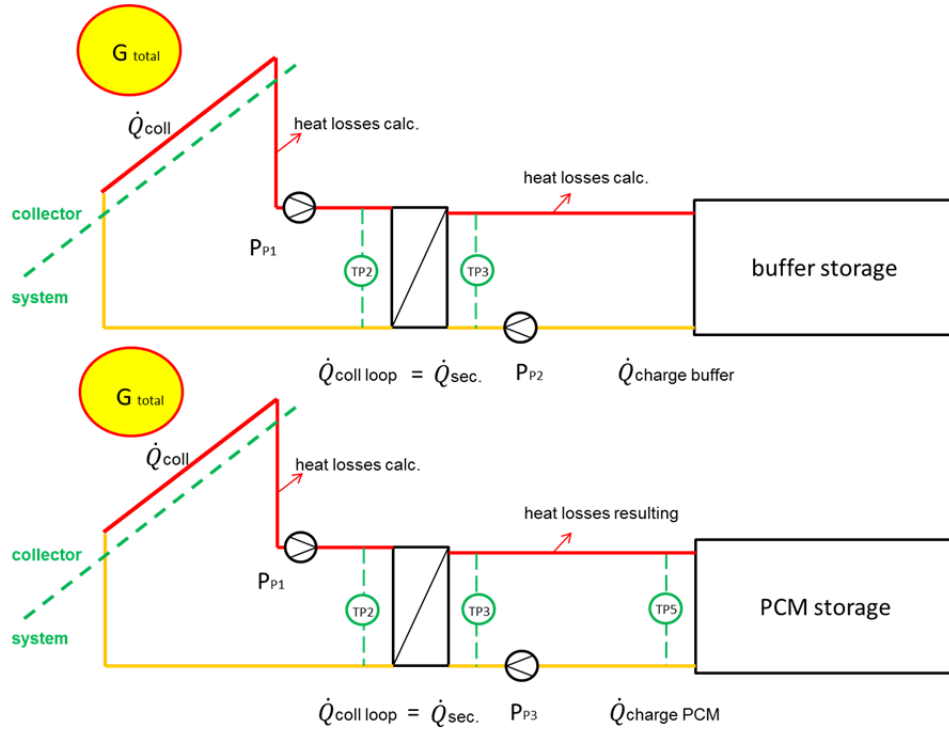 G total
Q̇coll
heat losses calc.
heat losses calc.
collector
PP1
TP2
TP3
buffer storage
system
Q̇coll loop = Q̇sec.
PP2
Q̇charge buffer
G total
Q̇coll
heat losses calc.
heat losses resulting
collector
PP1
TP2
TP3
TP5
PCM storage
system
Q̇coll loop = Q̇sec.
PP3
Q̇charge PCM